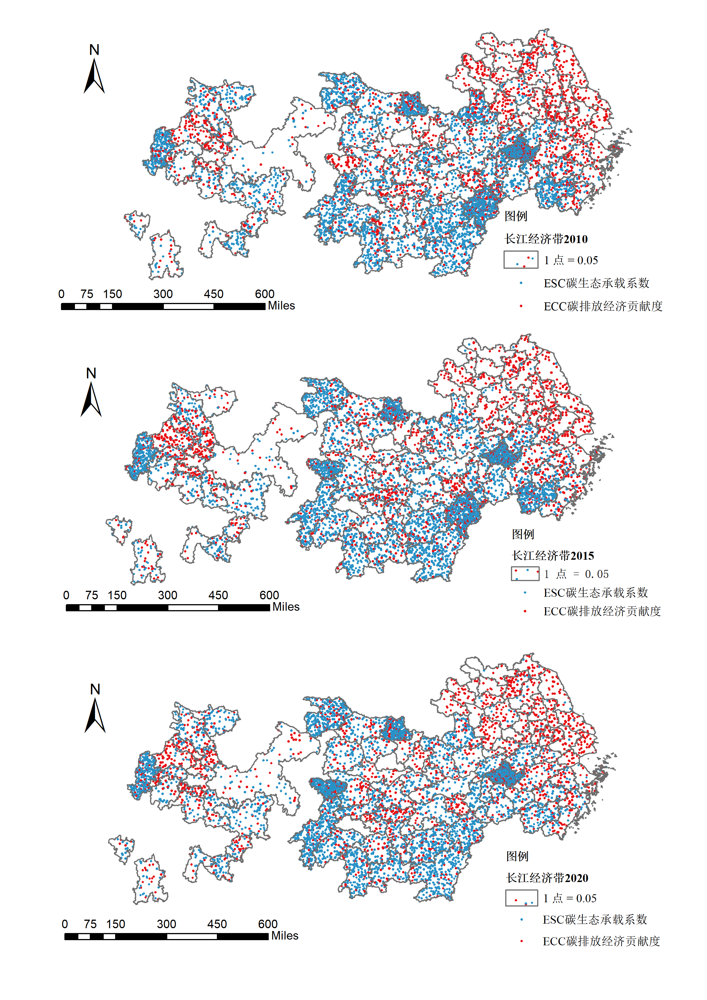 N
图例
长江经济带2010
1 点 = 0.05
ESC碳生态承载系数
ECC碳排放经济贡献度
0 75 150 300 450 600
Miles
N
图例
长江经济带2015
1 点 = 0.05
ESC碳生态承载系数
ECC碳排放经济贡献度
0 75 150 300 450 600
Miles
N
图例
长江经济带2020
1 点 = 0.05
ESC碳生态承载系数
ECC碳排放经济贡献度
0 75 150 300 450 600
Miles